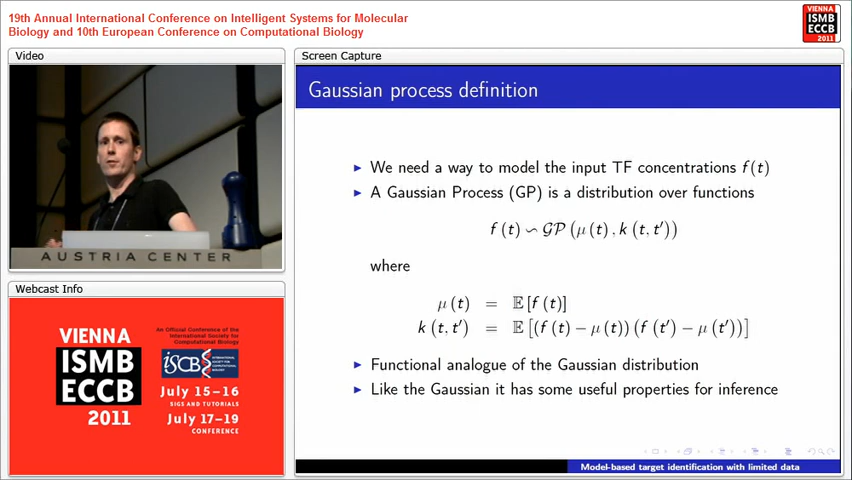 19th Annual International Conference on Intelligent Systems for Molecular
Biology and 10th European Conference on Computational Biology
VIENNA
ISMB
ECCB
2011
Video
Screen Capture
AUSTRIA CENTER
Webcast Info
VIENNA
ISMB
ECCB
2011
An Official Conference of the
International Society for
Computational Biology
ISCB
INTERNATIONAL
SOCIETY FOR
COMPUTATIONAL
BIOLOGY
July 15–16
SIGS AND TUTORIALS
July 17–19
CONFERENCE
Gaussian process definition
▶ We need a way to model the input TF concentrations f(t)
▶ A Gaussian Process (GP) is a distribution over functions
f(t) ∽ 𝒢𝒫(μ(t), k(t, t′))
where
μ(t) = 𝔼[f(t)]
k(t, t′) = 𝔼[(f(t) − μ(t))(f(t′) − μ(t′))]
▶ Functional analogue of the Gaussian distribution
▶ Like the Gaussian it has some useful properties for inference
Model-based target identification with limited data